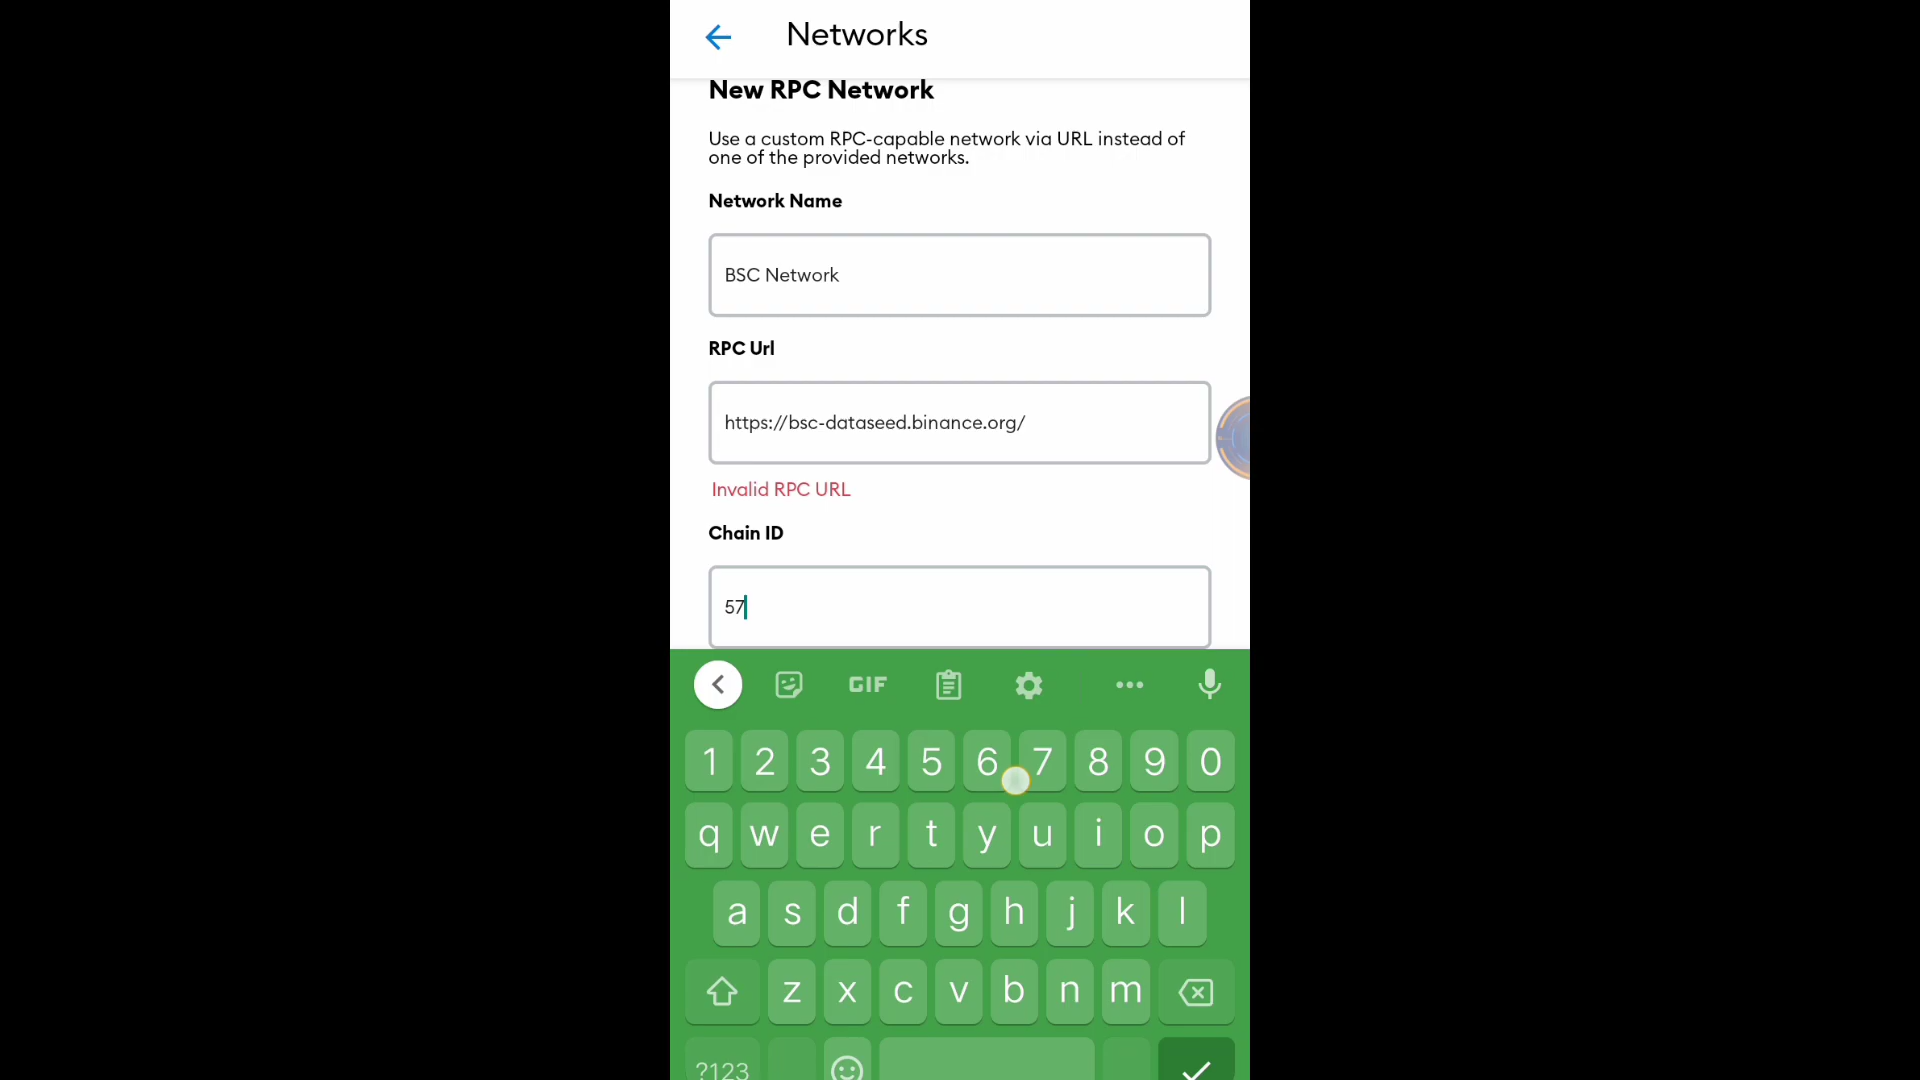 Networks
New RPC Network
Use a custom RPC-capable network via URL instead of
one of the provided networks.
Network Name
BSC Network
RPC Url
https://bsc-dataseed.binance.org/
Invalid RPC URL
Chain ID
57
GIF
1 2 3 4 5 6 7 8 9 0
q w e r t y u i o p
a s d f g h j k l
z x c v b n m
?123